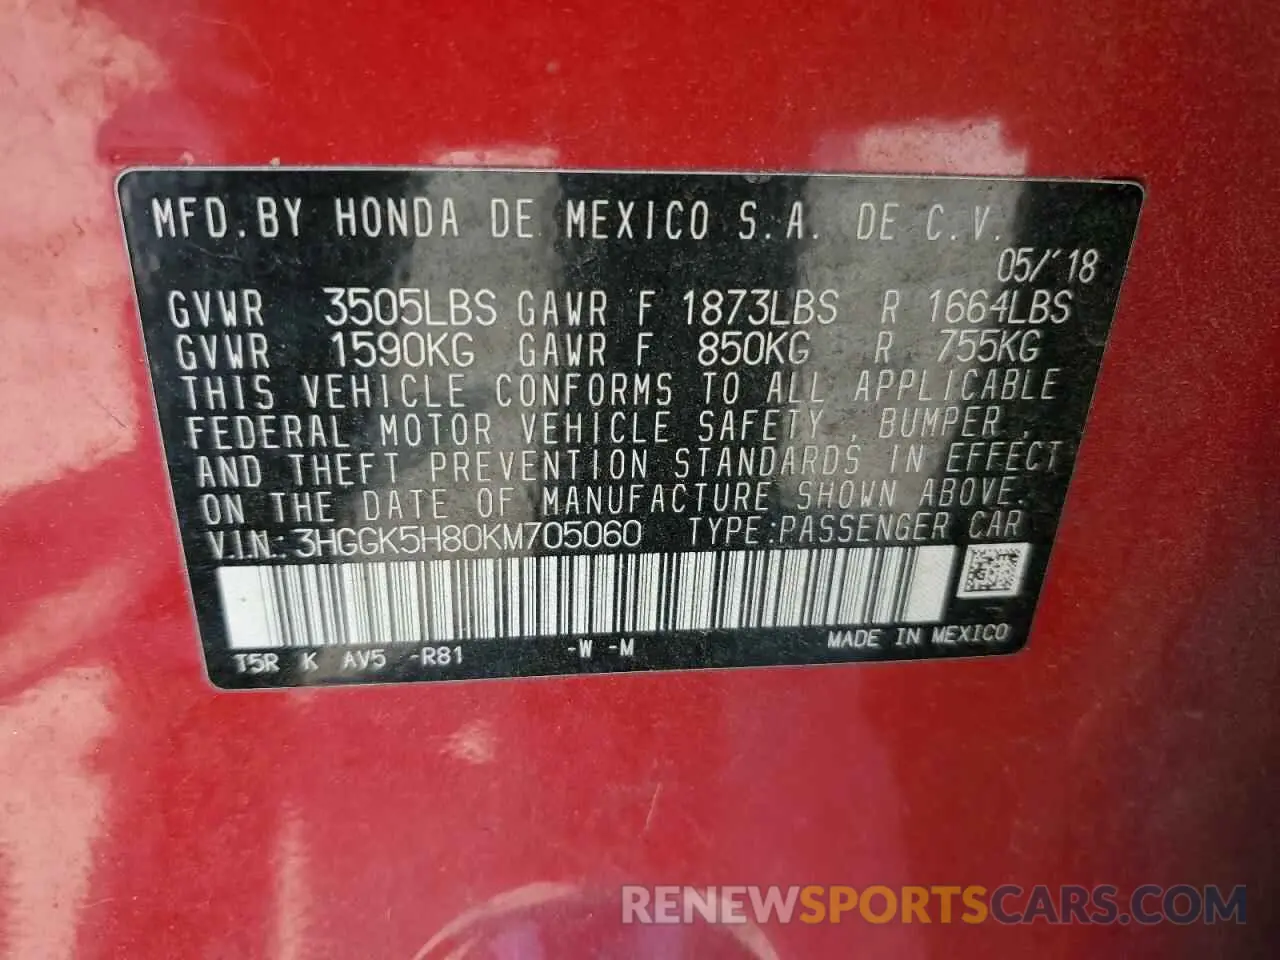 MFD. BY HONDA DE MEXICO S.A. DE C.V.
05/'18
GVWR 3505LBS GAWR F 1873LBS R 1664LBS
GVWR 1590KG GAWR F 850KG R 755KG
THIS VEHICLE CONFORMS TO ALL APPLICABLE
FEDERAL MOTOR VEHICLE SAFETY, BUMPER,
AND THEFT PREVENTION STANDARDS IN EFFECT
ON THE DATE OF MANUFACTURE SHOWN ABOVE.
V.I.N.: 3HGGK5H80KM705060 TYPE:PASSENGER CAR
T5R K AV5 -R81 -W -M MADE IN MEXICO
RENEWSPORTSCARS.COM